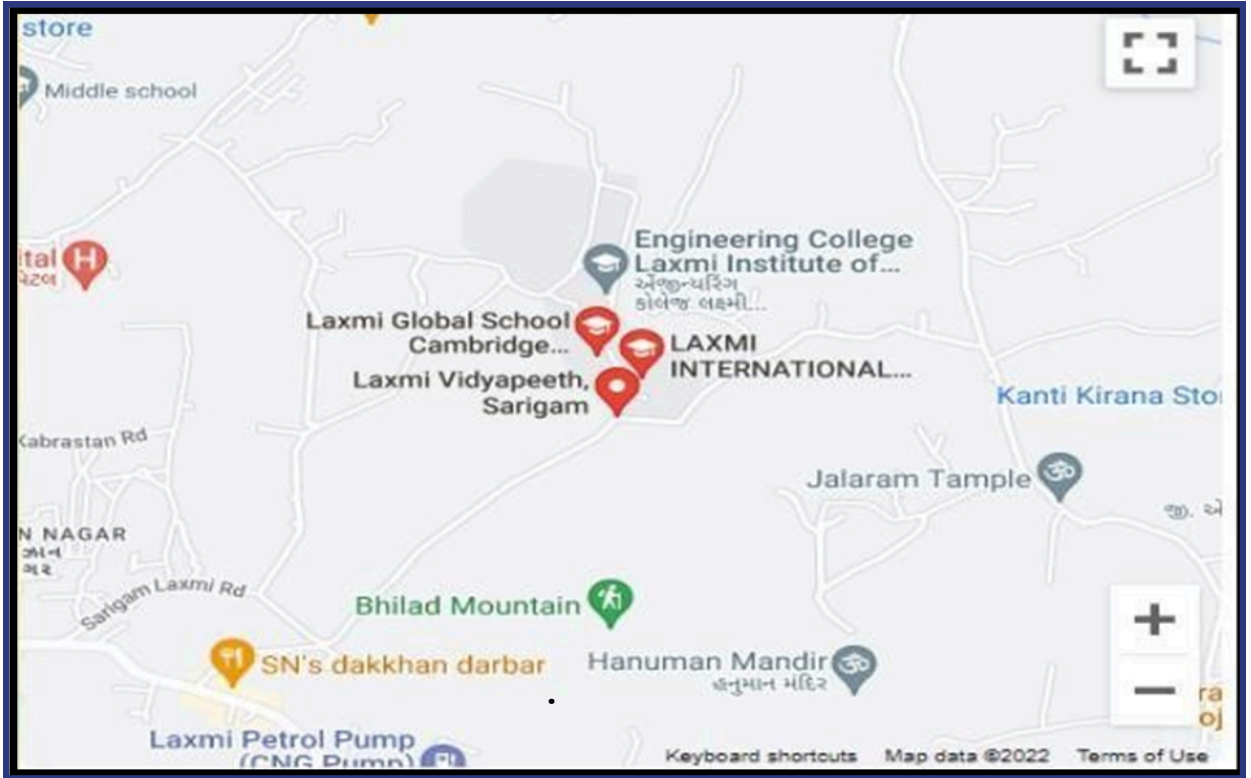 store
Middle school
Engineering College
Laxmi Institute of...
એન્જીન્યરિંગ
કોલેજ લક્ષ્મી...
ital
H
Laxmi Global School
Cambridge...
LAXMI
INTERNATIONAL...
Laxmi Vidyapeeth,
Sarigam
Kanti Kirana Sto
Kabrastan Rd
Jalaram Tample
ૐ
N NAGAR
Sarigam Laxmi Rd
Bhilad Mountain
SN's dakkhan darbar
Hanuman Mandir
હનુમાન મંદિર
ૐ
Laxmi Petrol Pump
(CNG Pump)
Keyboard shortcuts Map data ©2022 Terms of Use